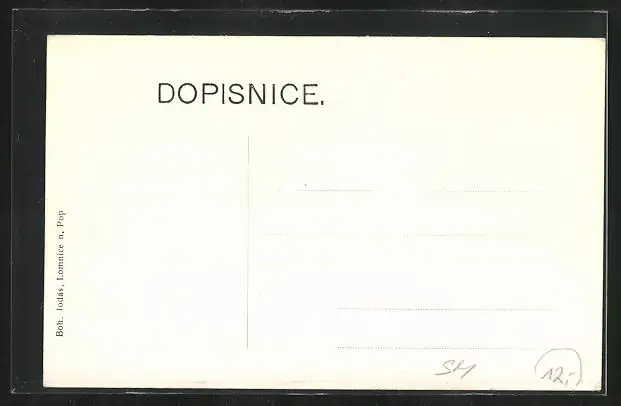 DOPISNICE.
Boh. Jodas, Lomnice n. Pop
SM
12,-